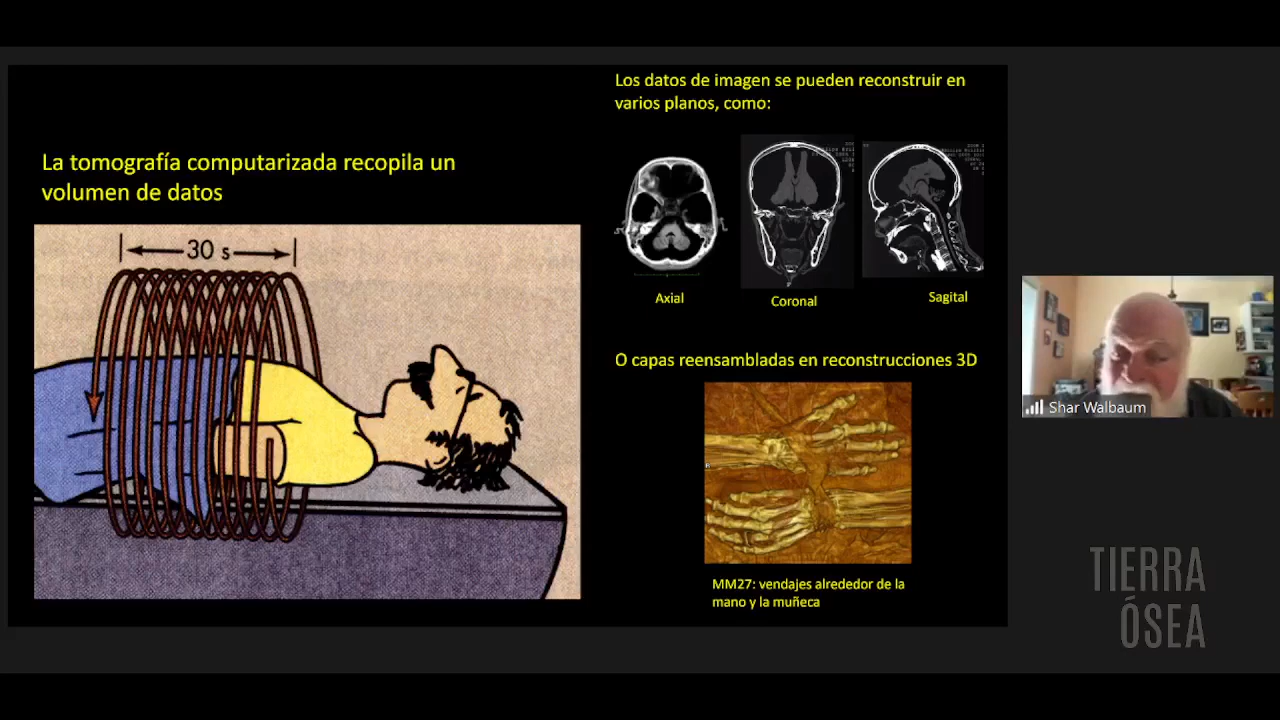 La tomografía computarizada recopila un
volumen de datos
30 s
Los datos de imagen se pueden reconstruir en
varios planos, como:
Axial
Coronal
Sagital
O capas reensambladas en reconstrucciones 3D
MM27: vendajes alrededor de la
mano y la muñeca
Shar Walbaum
TIERRA
ÓSEA